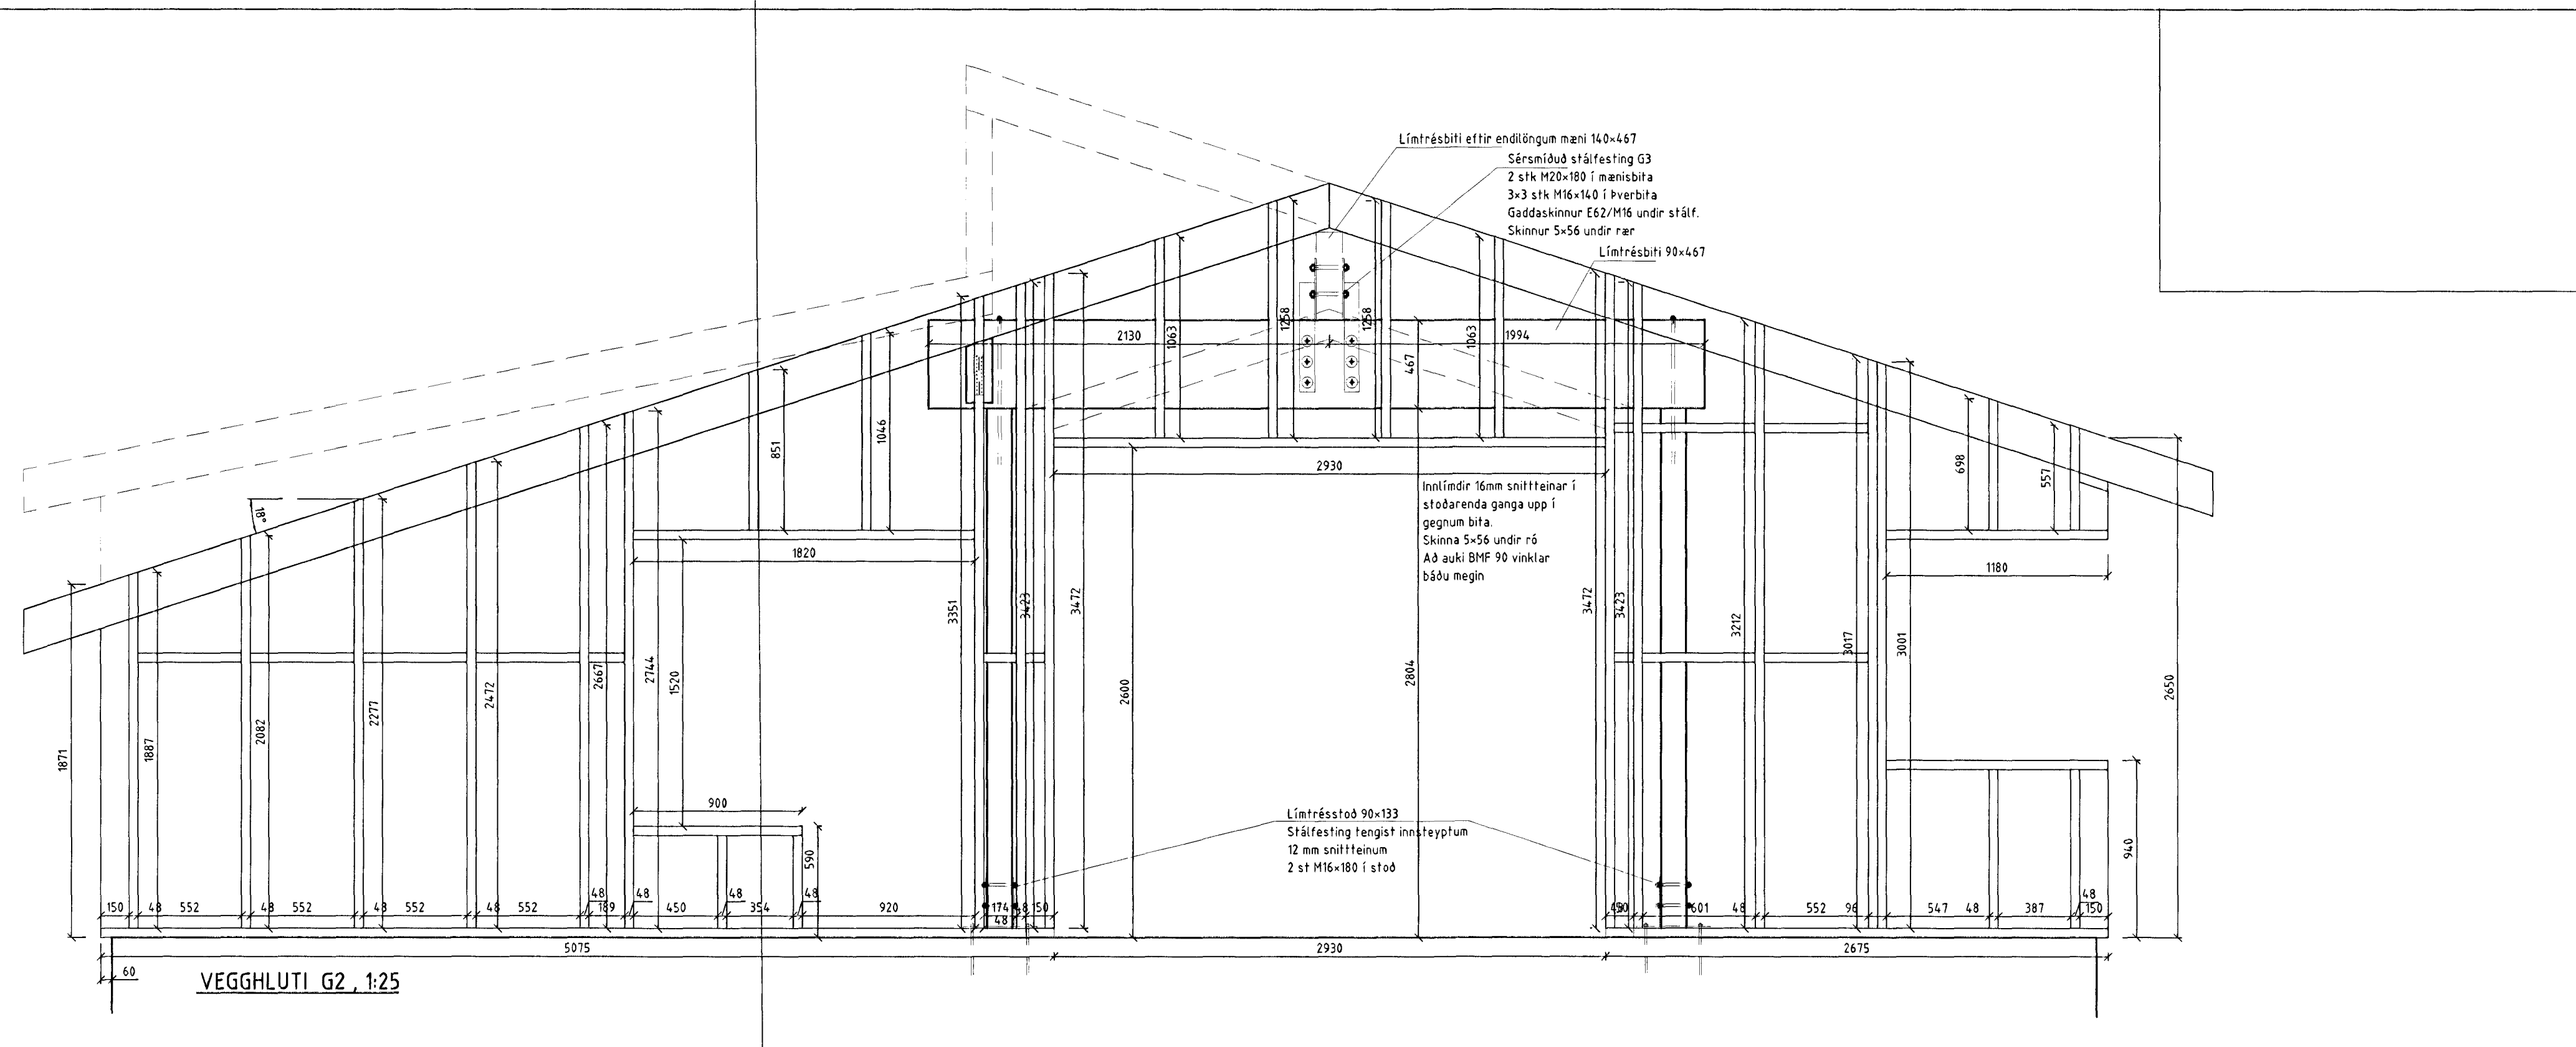 Límtrésbiti eftir endilöngum mæni 140×467
Sérsmíðuð stálfesting G3
2 stk M20×180 í mænisbita
3×3 stk M16×140 í Þverbita
Gaddaskinnur E62/M16 undir stálf.
Skinnur 5×56 undir rær
Límtrésbiti 90×467
2130
1994
1063
1258
1258
1063
467
2930
851
1046
1820
698
557
1180
18°
Innlímdir 16mm snittteinar í
stoðarenda ganga upp í
gegnum bita.
Skinna 5×56 undir ró
Að auki BMF 90 vinklar
báðu megin
1871
1887
2082
2277
2472
2667
2744
1520
3351
3423
3472
2600
2804
3472
3423
3212
3017
3001
2650
940
900
590
Límtrésstoð 90×133
Stálfesting tengist innsteyptum
12 mm snittteinum
2 st M16×180 í stoð
150 48 552 48 552 48 552 48 552 48 189 48 450 48 354 48 920 174 48 48 150
601 48 552 96 547 48 387 48 150
5075 2930 2675
60
VEGGHLUTI G2, 1:25